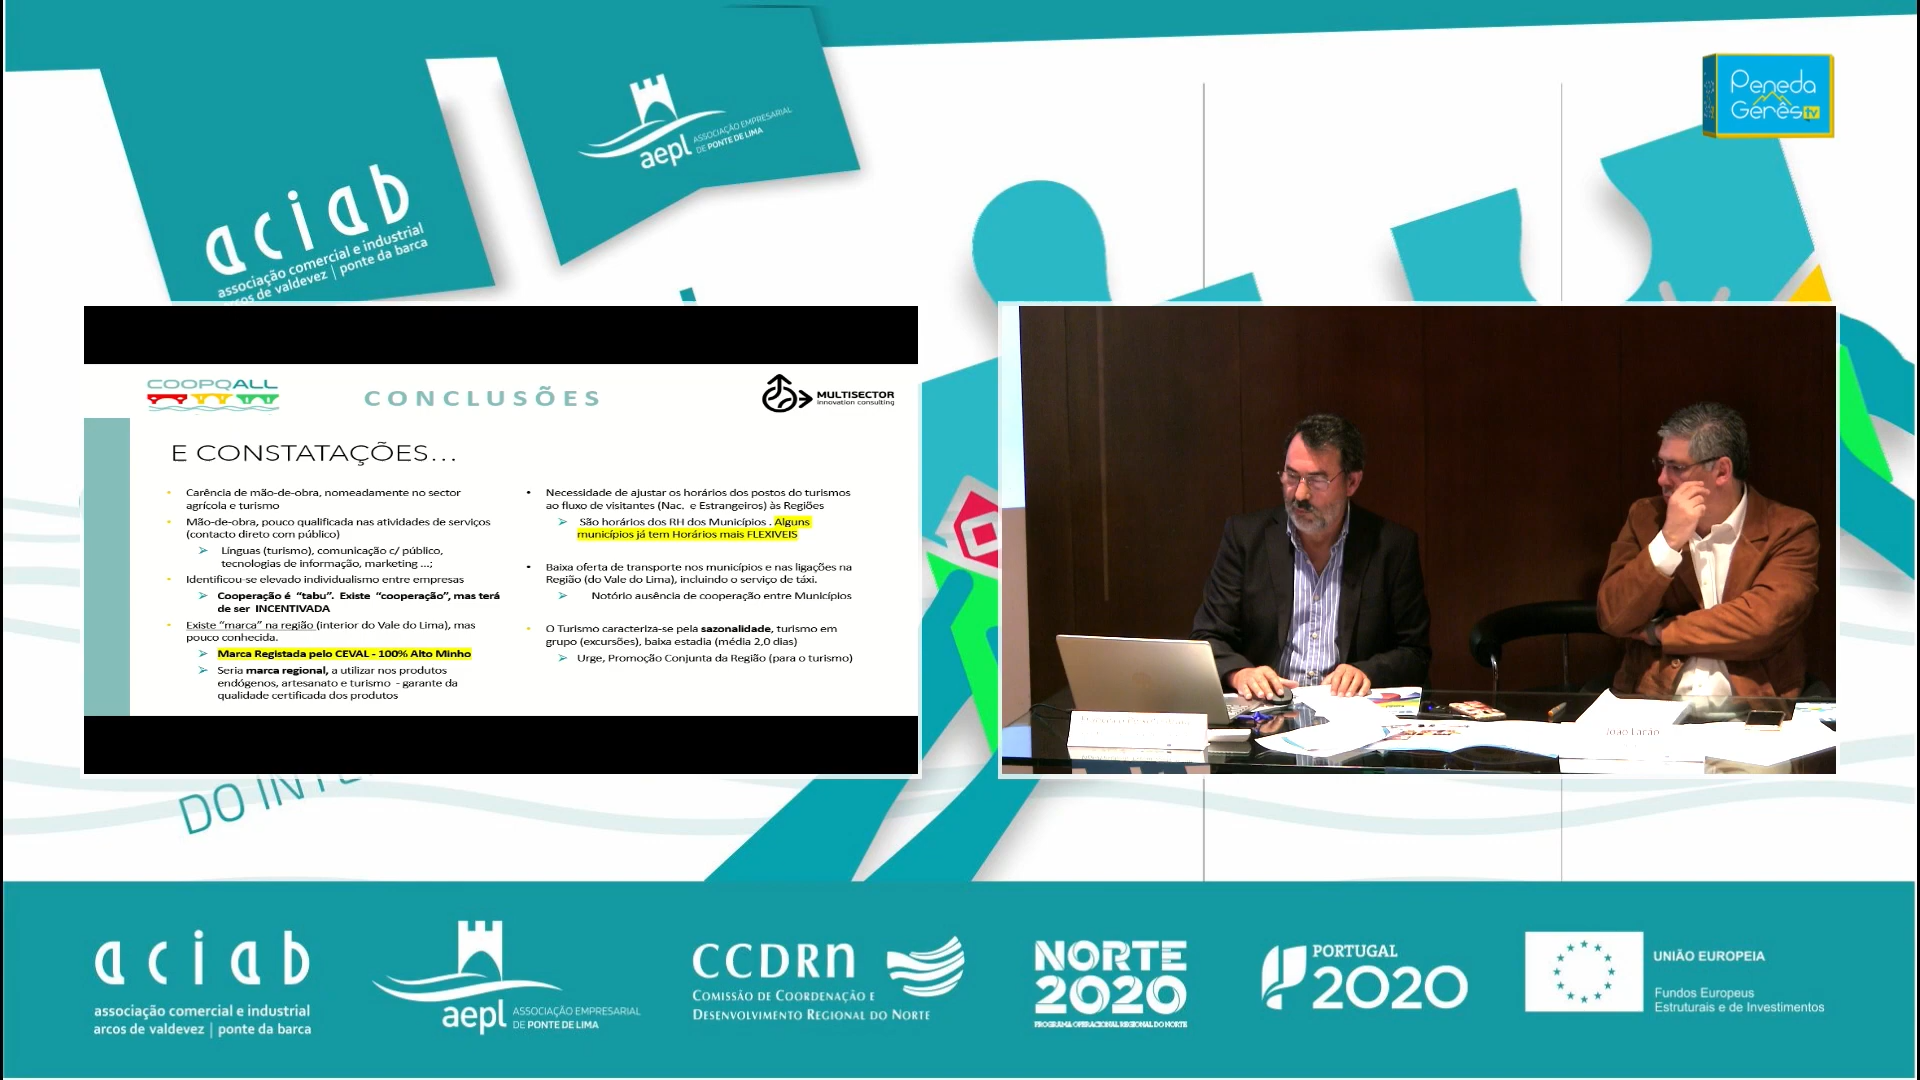 Peneda
Gerês tv
aepl ASSOCIAÇÃO EMPRESARIAL
DE PONTE DE LIMA
aciab
associação comercial e industrial
arcos de valdevez | ponte da barca
COOPQALL
CONCLUSÕES
MULTISECTOR
innovation consulting
E CONSTATAÇÕES...
• Carência de mão-de-obra, nomeadamente no sector
agrícola e turismo
• Mão-de-obra, pouco qualificada nas atividades de serviços
(contacto direto com público)
➢ Línguas (turismo), comunicação c/ público,
tecnologias de informação, marketing ...;
• Identificou-se elevado individualismo entre empresas
➢ Cooperação é “tabu”. Existe “cooperação”, mas terá
de ser INCENTIVADA
• Existe “marca” na região (interior do Vale do Lima), mas
pouco conhecida.
➢ Marca Registada pelo CEVAL - 100% Alto Minho
➢ Seria marca regional, a utilizar nos produtos
endógenos, artesanato e turismo - garante da
qualidade certificada dos produtos
• Necessidade de ajustar os horários dos postos do turismos
ao fluxo de visitantes (Nac. e Estrangeiros) às Regiões
➢ São horários dos RH dos Municípios . Alguns
municípios já tem Horários mais FLEXIVEIS
• Baixa oferta de transporte nos municípios e nas ligações na
Região (do Vale do Lima), incluindo o serviço de táxi.
➢ Notório ausência de cooperação entre Municípios
• O Turismo caracteriza-se pela sazonalidade, turismo em
grupo (excursões), baixa estadia (média 2,0 dias)
➢ Urge, Promoção Conjunta da Região (para o turismo)
João Lacão
DO INTE
aciab
associação comercial e industrial
arcos de valdevez | ponte da barca
aepl ASSOCIAÇÃO EMPRESARIAL
DE PONTE DE LIMA
CCDRn
COMISSÃO DE COORDENAÇÃO E
DESENVOLVIMENTO REGIONAL DO NORTE
NORTE
2020
PROGRAMA OPERACIONAL REGIONAL DO NORTE
PORTUGAL
2020
UNIÃO EUROPEIA
Fundos Europeus
Estruturais e de Investimentos